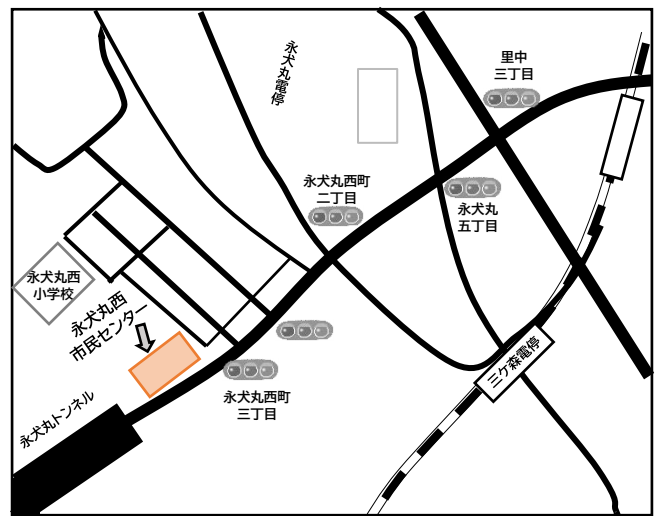 永犬丸電停
里中
三丁目
永犬丸西町
二丁目
永犬丸
五丁目
永犬丸西
小学校
永犬丸西
市民センター
三ケ森電停
永犬丸西町
三丁目
永犬丸トンネル